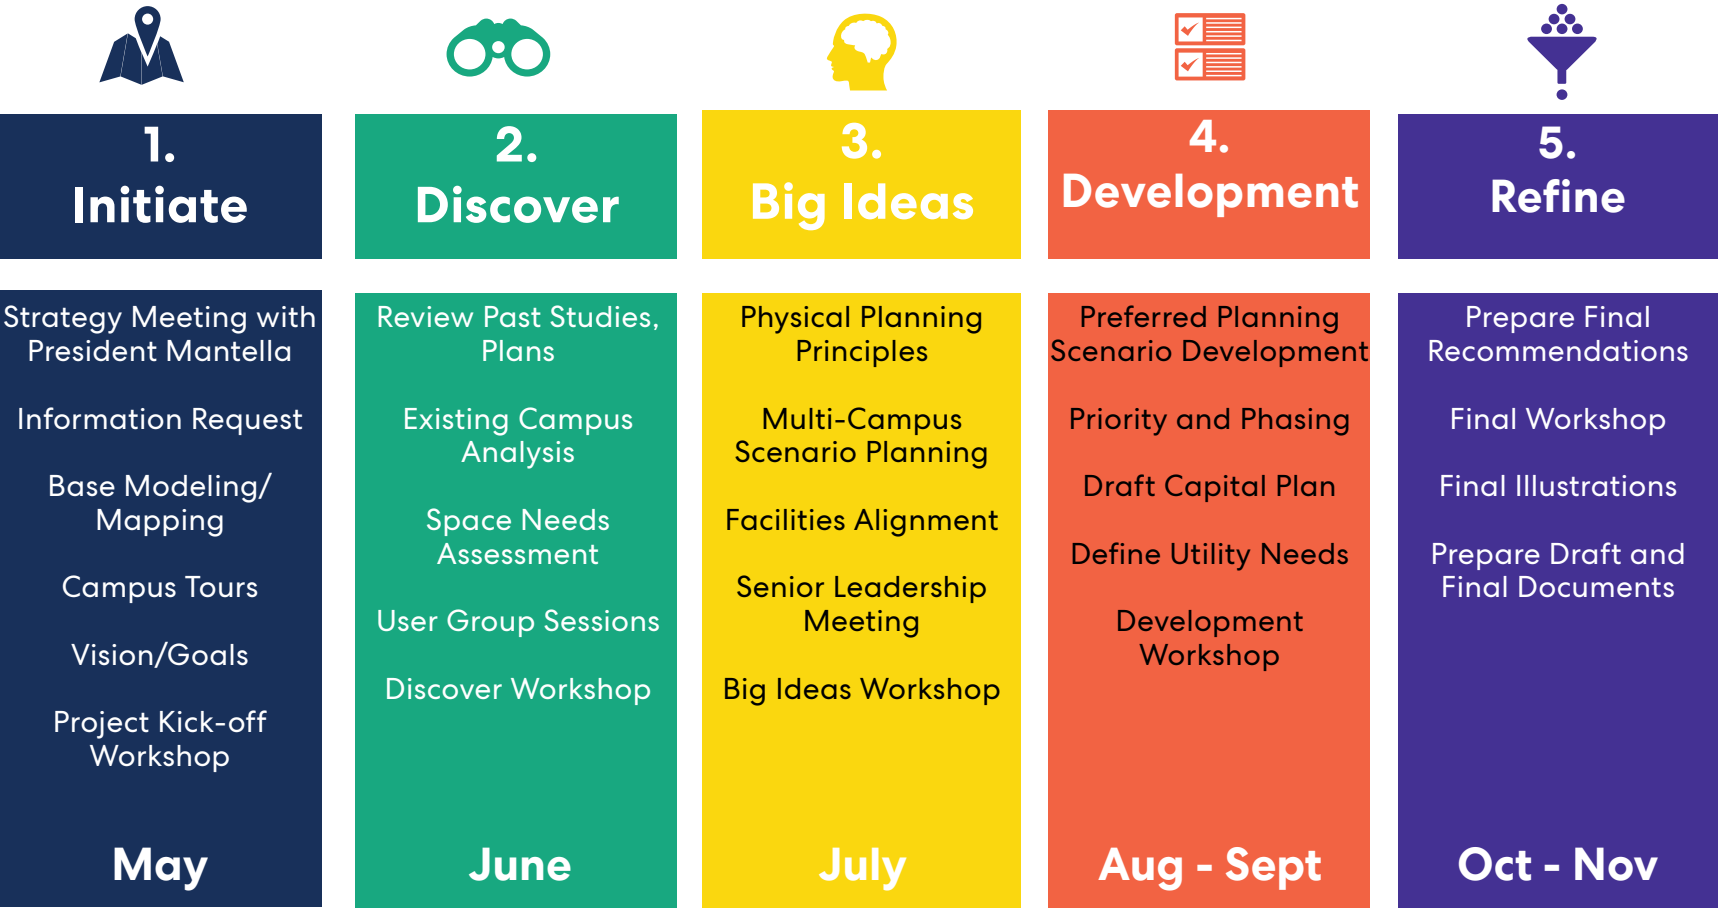 1.
Initiate
Strategy Meeting with
President Mantella
Information Request
Base Modeling/
Mapping
Campus Tours
Vision/Goals
Project Kick-off
Workshop
May
2.
Discover
Review Past Studies,
Plans
Existing Campus
Analysis
Space Needs
Assessment
User Group Sessions
Discover Workshop
June
3.
Big Ideas
Physical Planning
Principles
Multi-Campus
Scenario Planning
Facilities Alignment
Senior Leadership
Meeting
Big Ideas Workshop
July
4.
Development
Preferred Planning
Scenario Development
Priority and Phasing
Draft Capital Plan
Define Utility Needs
Development
Workshop
Aug - Sept
5.
Refine
Prepare Final
Recommendations
Final Workshop
Final Illustrations
Prepare Draft and
Final Documents
Oct - Nov